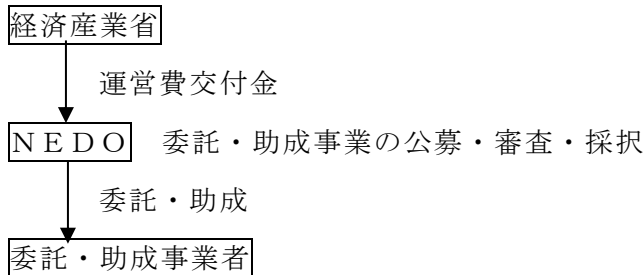 経済産業省
運営費交付金
ＮＥＤＯ 委託・助成事業の公募・審査・採択
委託・助成
委託・助成事業者